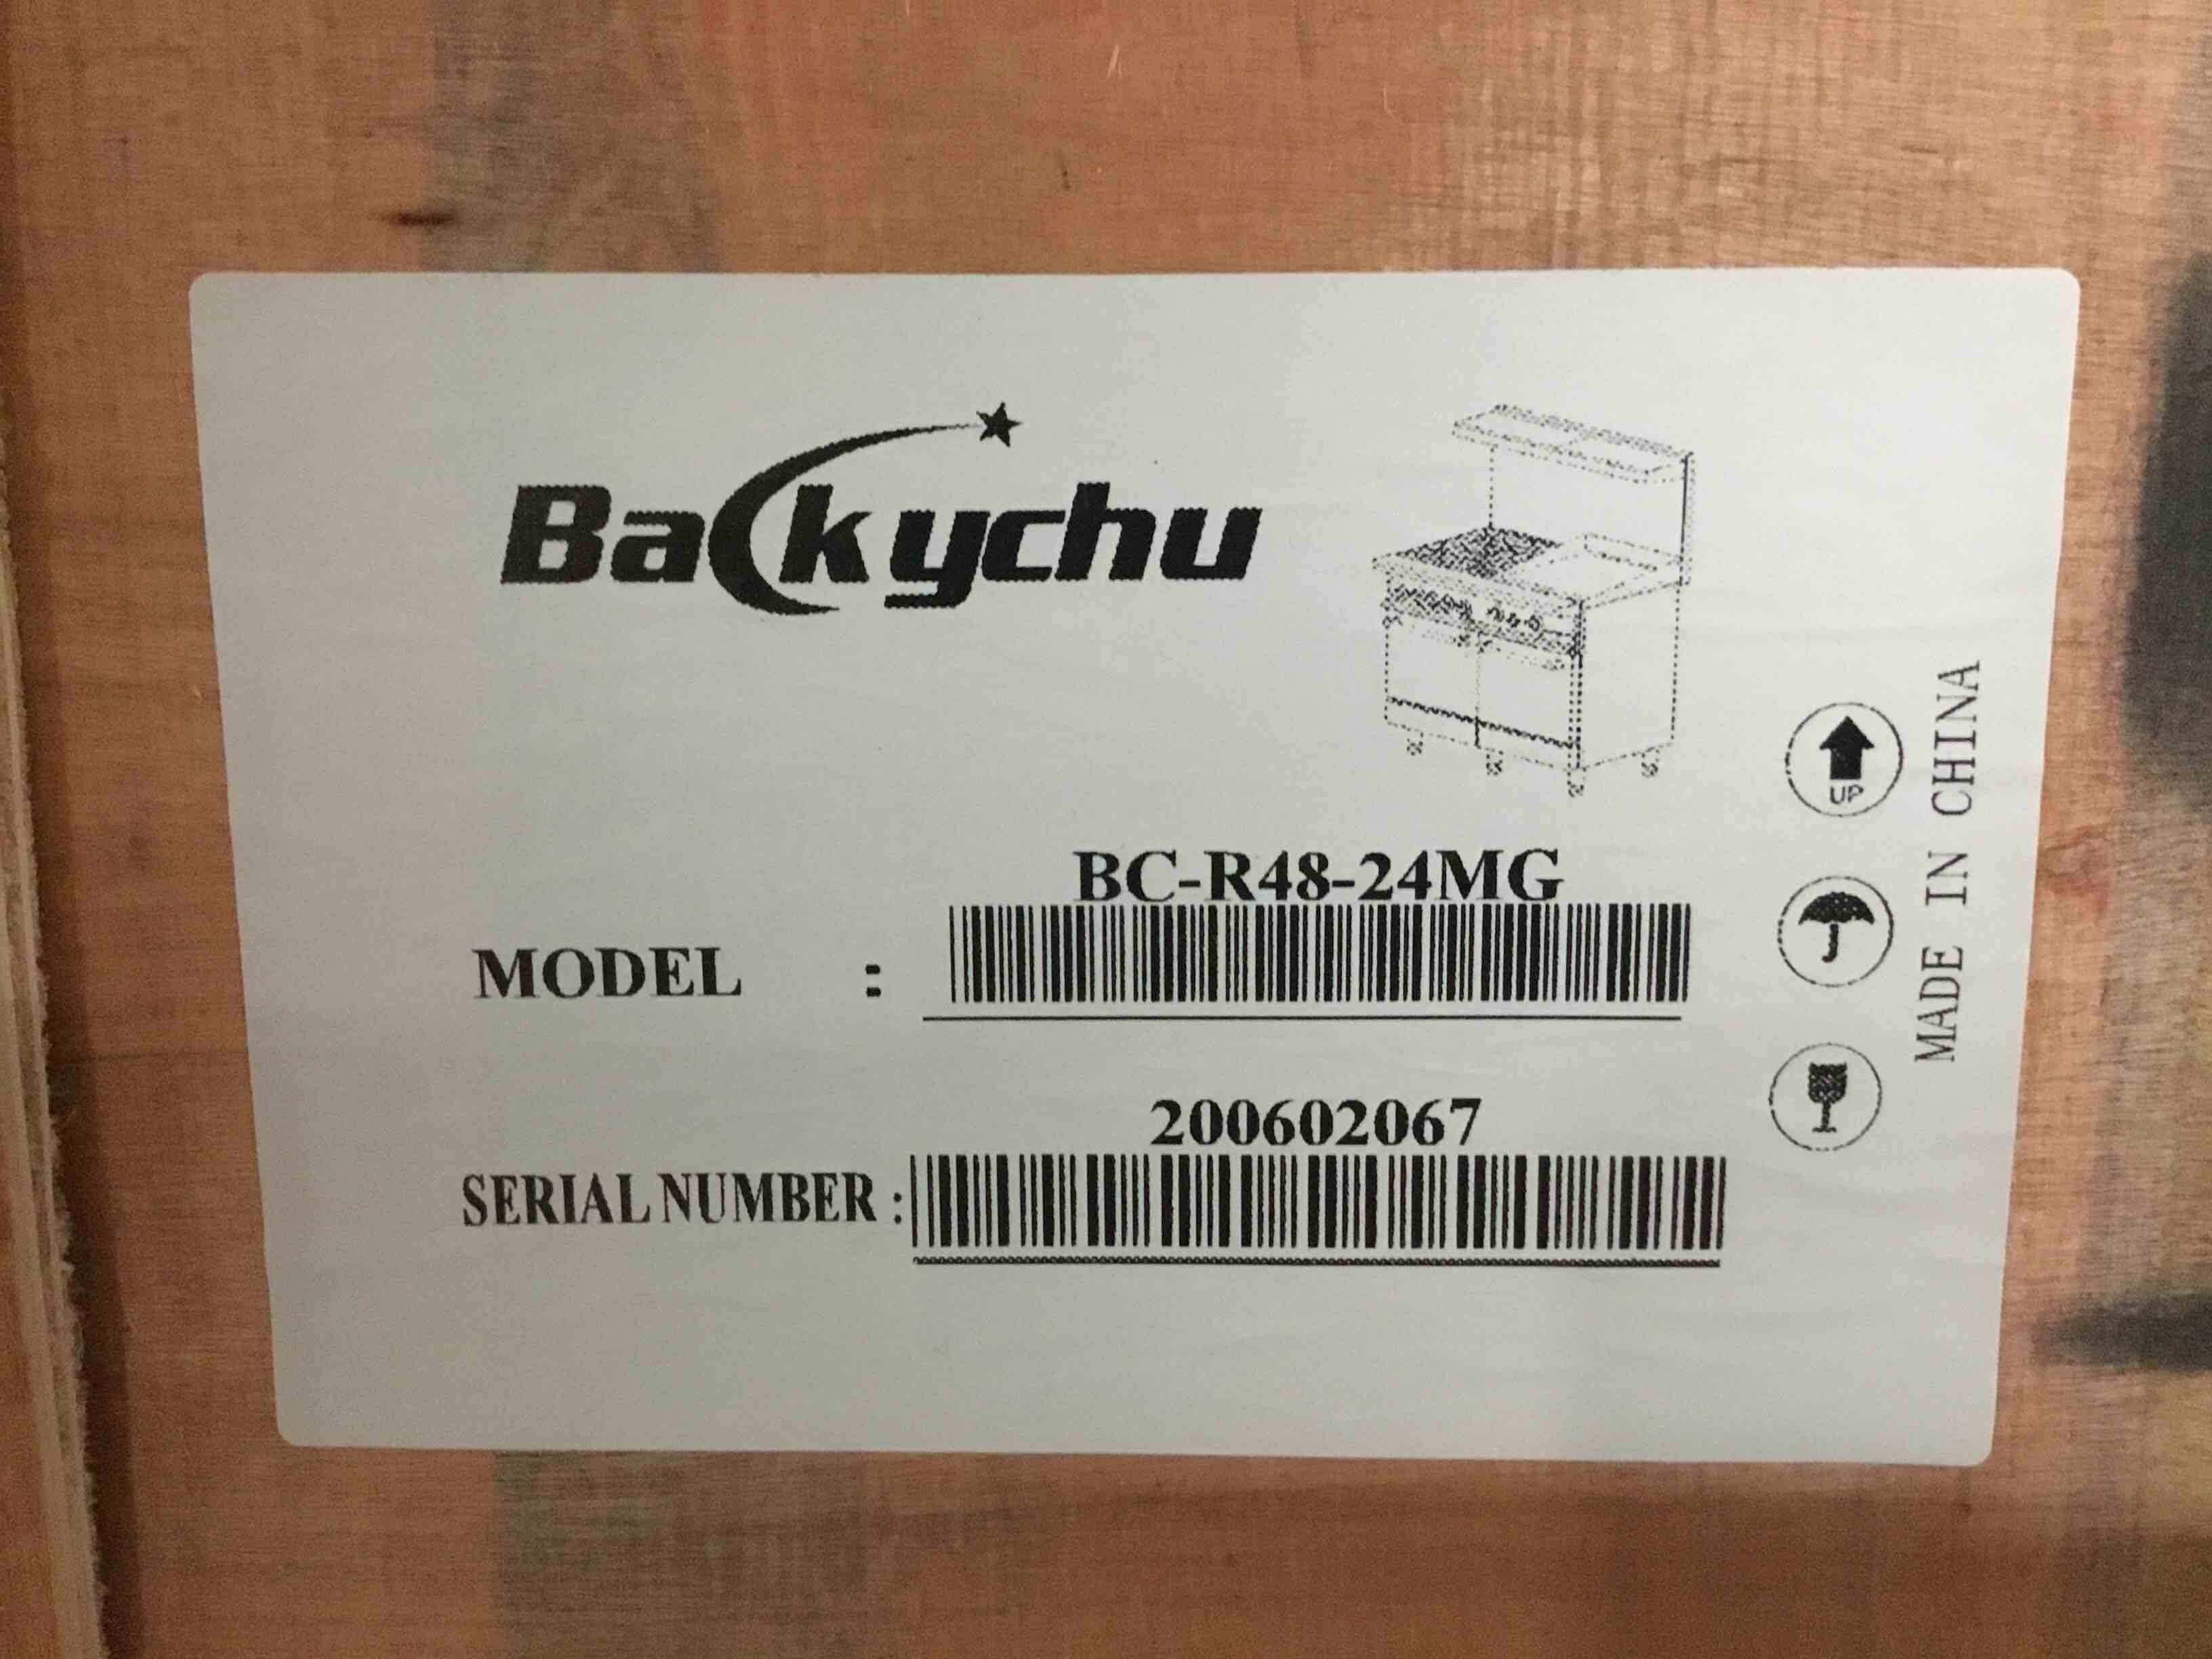 Backychu
BC-R48-24MG
MODEL :
200602067
SERIAL NUMBER :
UP
MADE IN CHINA